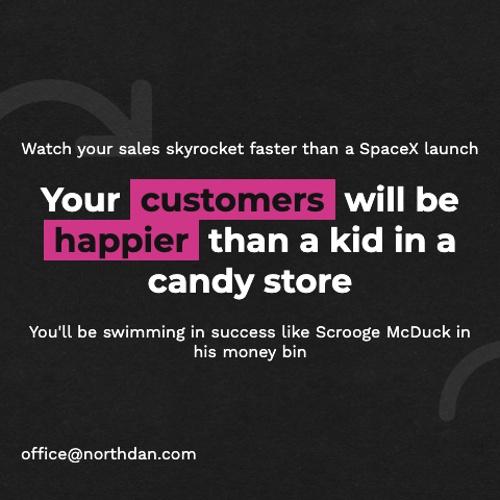 Watch your sales skyrocket faster than a SpaceX launch
Your customers will be
happier than a kid in a
candy store
You'll be swimming in success like Scrooge McDuck in
his money bin
office@northdan.com